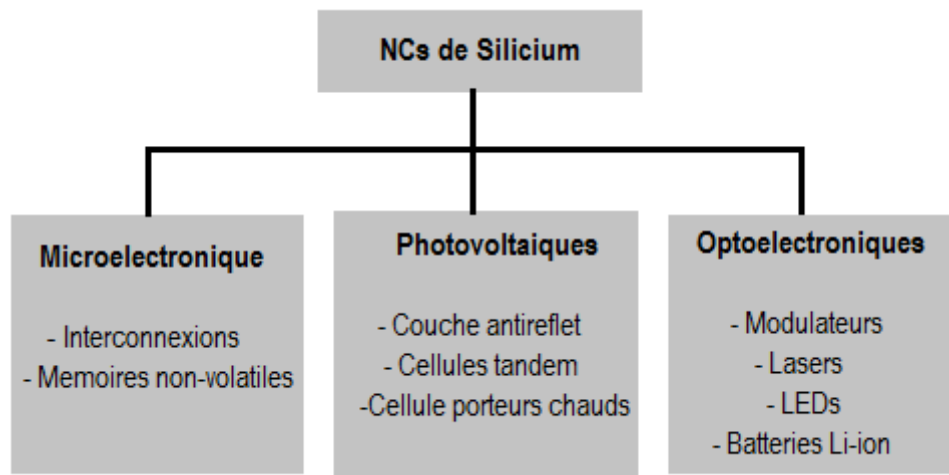 NCs de Silicium
Microelectronique
- Interconnexions
- Memoires non-volatiles
Photovoltaiques
- Couche antireflet
- Cellules tandem
-Cellule porteurs chauds
Optoelectroniques
- Modulateurs
- Lasers
- LEDs
- Batteries Li-ion